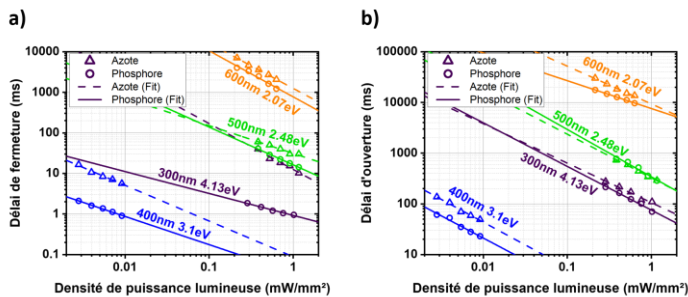 a)
b)
10000
1000
100
10
1
0.1
Délai de fermeture (ms)
Azote
Phosphore
Azote (Fit)
Phosphore (Fit)
600nm 2.07eV
500nm 2.48eV
300nm 4.13eV
400nm 3.1eV
0.01
0.1
1
Densité de puissance lumineuse (mW/mm²)
100000
10000
1000
100
10
Délai d'ouverture (ms)
Azote
Phosphore
Azote (Fit)
Phosphore (Fit)
600nm 2.07eV
500nm 2.48eV
300nm 4.13eV
400nm 3.1eV
0.01
0.1
1
Densité de puissance lumineuse (mW/mm²)